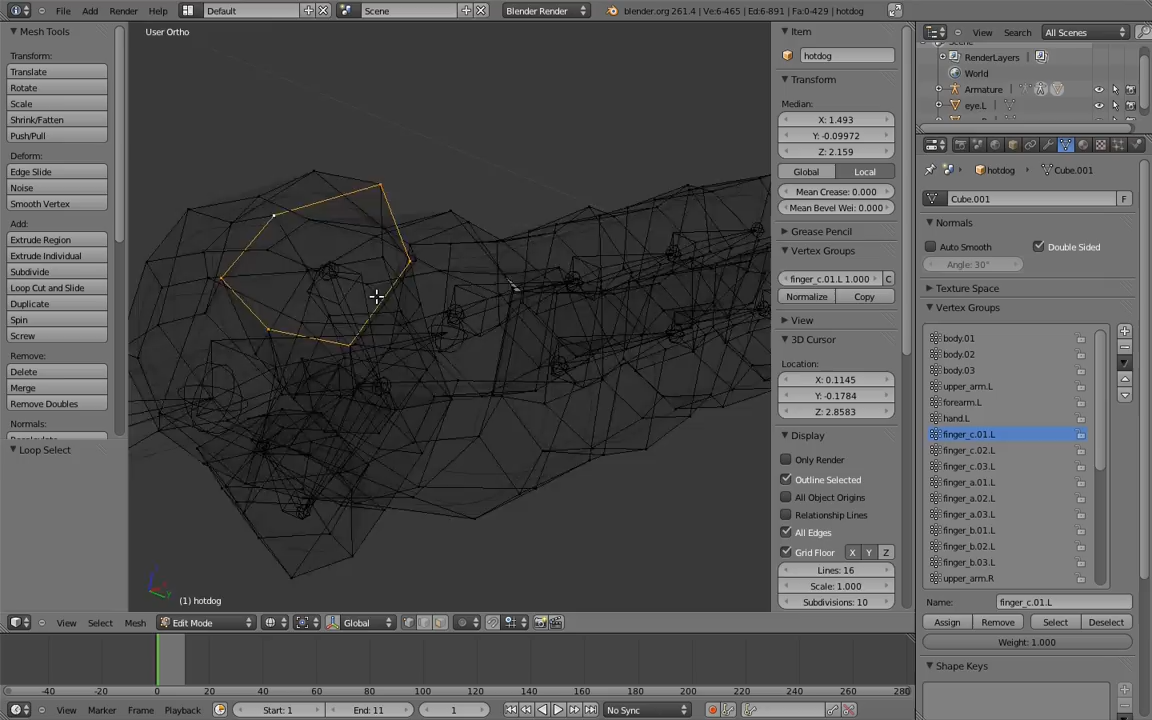 File Add Render Help Default Scene Blender Render blender.org 261.4 | Ve:6-465 | Ed:6-891 | Fa:0-429 | hotdog
Mesh Tools
Transform:
Translate
Rotate
Scale
Shrink/Fatten
Push/Pull
Deform:
Edge Slide
Noise
Smooth Vertex
Add:
Extrude Region
Extrude Individual
Subdivide
Loop Cut and Slide
Duplicate
Spin
Screw
Remove:
Delete
Merge
Remove Doubles
Normals:
Loop Select
User Ortho
(1) hotdog
Item
hotdog
Transform
Median:
X: 1.493
Y: -0.09972
Z: 2.159
Global Local
Mean Crease: 0.000
Mean Bevel Wei: 0.000
Grease Pencil
Vertex Groups
finger_c.01.L 1.000 C
Normalize Copy
View
3D Cursor
Location:
X: 0.1145
Y: -0.1784
Z: 2.8583
Display
Only Render
Outline Selected
All Object Origins
Relationship Lines
All Edges
Grid Floor X Y Z
Lines: 16
Scale: 1.000
Subdivisions: 10
View Search All Scenes
RenderLayers
World
Armature
eye.L
hotdog Cube.001
Cube.001 F
Normals
Auto Smooth Double Sided
Angle: 30°
Texture Space
Vertex Groups
body.01
body.02
body.03
upper_arm.L
forearm.L
hand.L
finger_c.01.L
finger_c.02.L
finger_c.03.L
finger_a.01.L
finger_a.02.L
finger_a.03.L
finger_b.01.L
finger_b.02.L
finger_b.03.L
upper_arm.R
Name: finger_c.01.L
Assign Remove Select Deselect
Weight: 1.000
Shape Keys
View Select Mesh Edit Mode Global
-40 -20 0 20 40 60 80 100 120 140 160 180 200 220 240 260 280
View Marker Frame Playback Start: 1 End: 11 1 No Sync